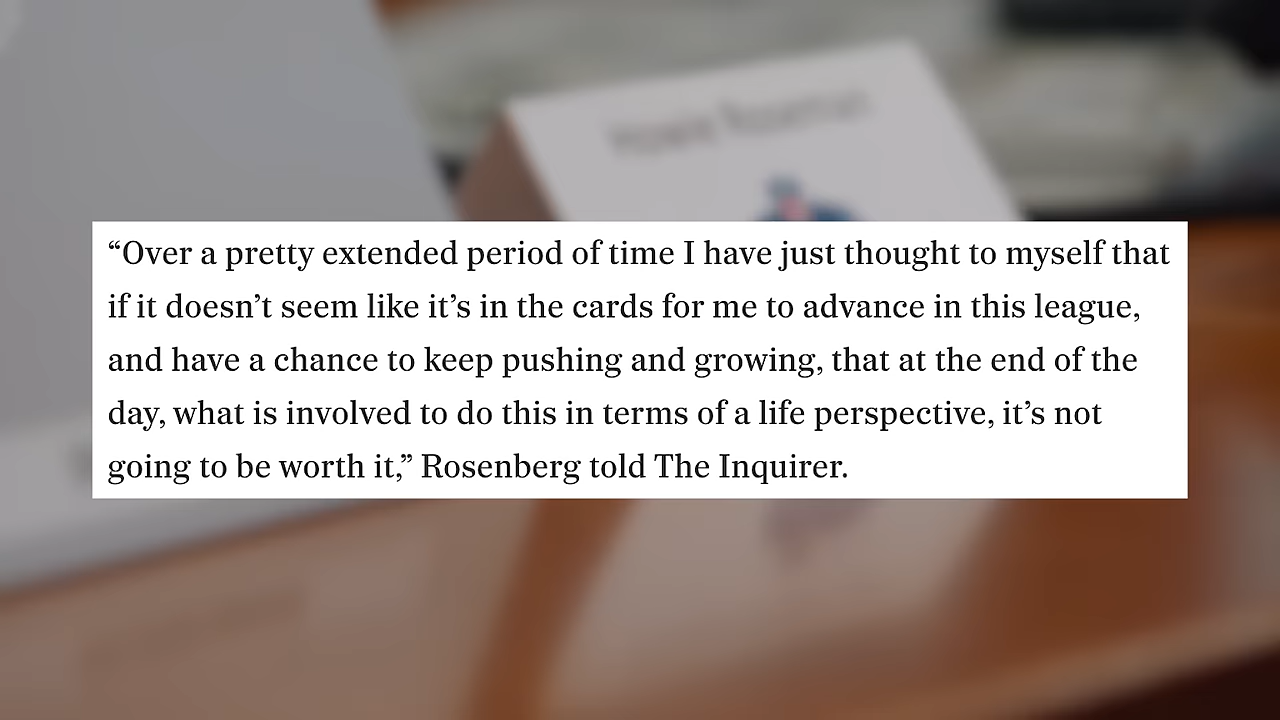 Howie Roseman
“Over a pretty extended period of time I have just thought to myself that
if it doesn’t seem like it’s in the cards for me to advance in this league,
and have a chance to keep pushing and growing, that at the end of the
day, what is involved to do this in terms of a life perspective, it’s not
going to be worth it,” Rosenberg told The Inquirer.